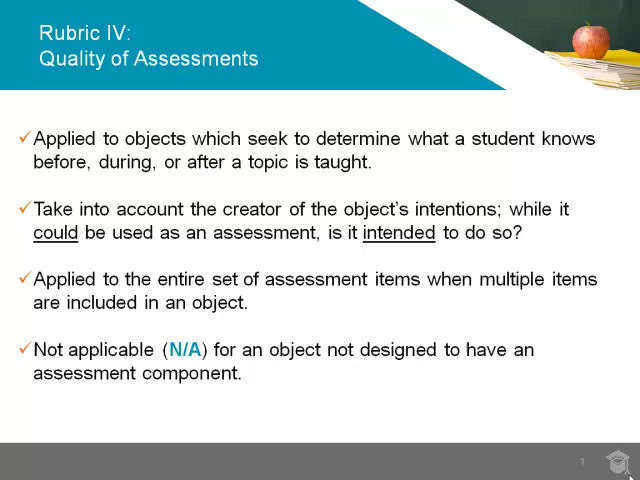 Rubric IV:
Quality of Assessments
✓Applied to objects which seek to determine what a student knows
before, during, or after a topic is taught.
✓Take into account the creator of the object's intentions; while it
could be used as an assessment, is it intended to do so?
✓Applied to the entire set of assessment items when multiple items
are included in an object.
✓Not applicable (N/A) for an object not designed to have an
assessment component.
1